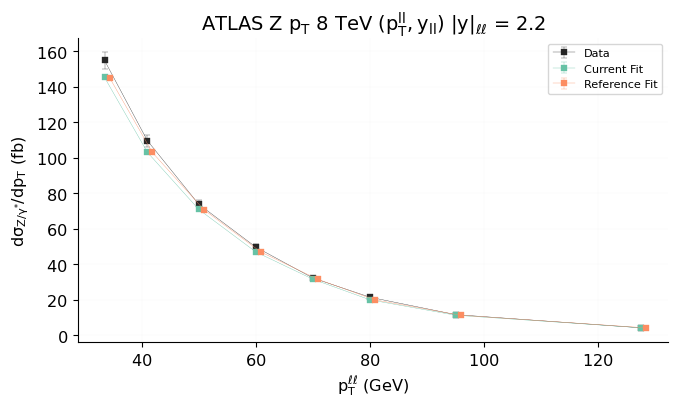 ATLAS Z p_T 8 TeV (p_T^ll, y_ll) |y|_ℓℓ = 2.2
160
140
120
100
80
60
40
20
0
dσ_Z/γ*/dp_T (fb)
Data
Current Fit
Reference Fit
40
60
80
100
120
p_T^ℓℓ (GeV)